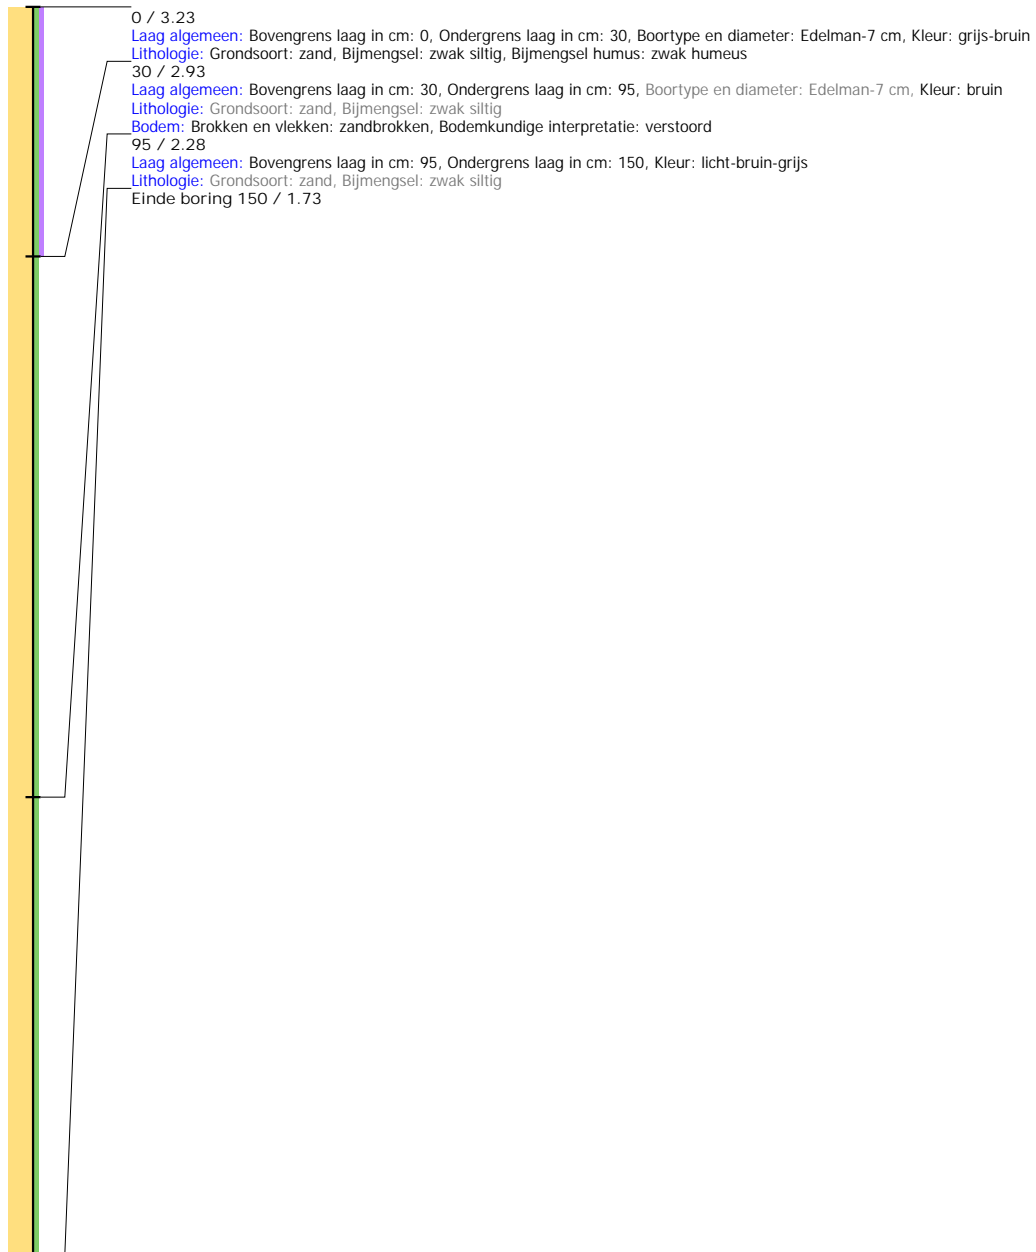 0 / 3.23
Laag algemeen: Bovengrens laag in cm: 0, Ondergrens laag in cm: 30, Boortype en diameter: Edelman-7 cm, Kleur: grijs-bruin
Lithologie: Grondsoort: zand, Bijmengsel: zwak siltig, Bijmengsel humus: zwak humeus
30 / 2.93
Laag algemeen: Bovengrens laag in cm: 30, Ondergrens laag in cm: 95, Boortype en diameter: Edelman-7 cm, Kleur: bruin
Lithologie: Grondsoort: zand, Bijmengsel: zwak siltig
Bodem: Brokken en vlekken: zandbrokken, Bodemkundige interpretatie: verstoord
95 / 2.28
Laag algemeen: Bovengrens laag in cm: 95, Ondergrens laag in cm: 150, Kleur: licht-bruin-grijs
Lithologie: Grondsoort: zand, Bijmengsel: zwak siltig
Einde boring 150 / 1.73